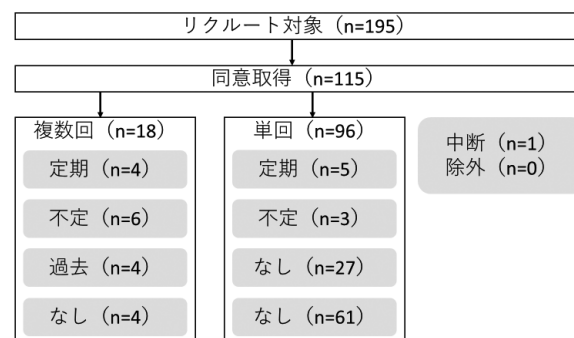 リクルート対象（n=195）
同意取得（n=115）
複数回（n=18）
定期（n=4）
不定（n=6）
過去（n=4）
なし（n=4）
単回（n=96）
定期（n=5）
不定（n=3）
なし（n=27）
なし（n=61）
中断（n=1）
除外（n=0）